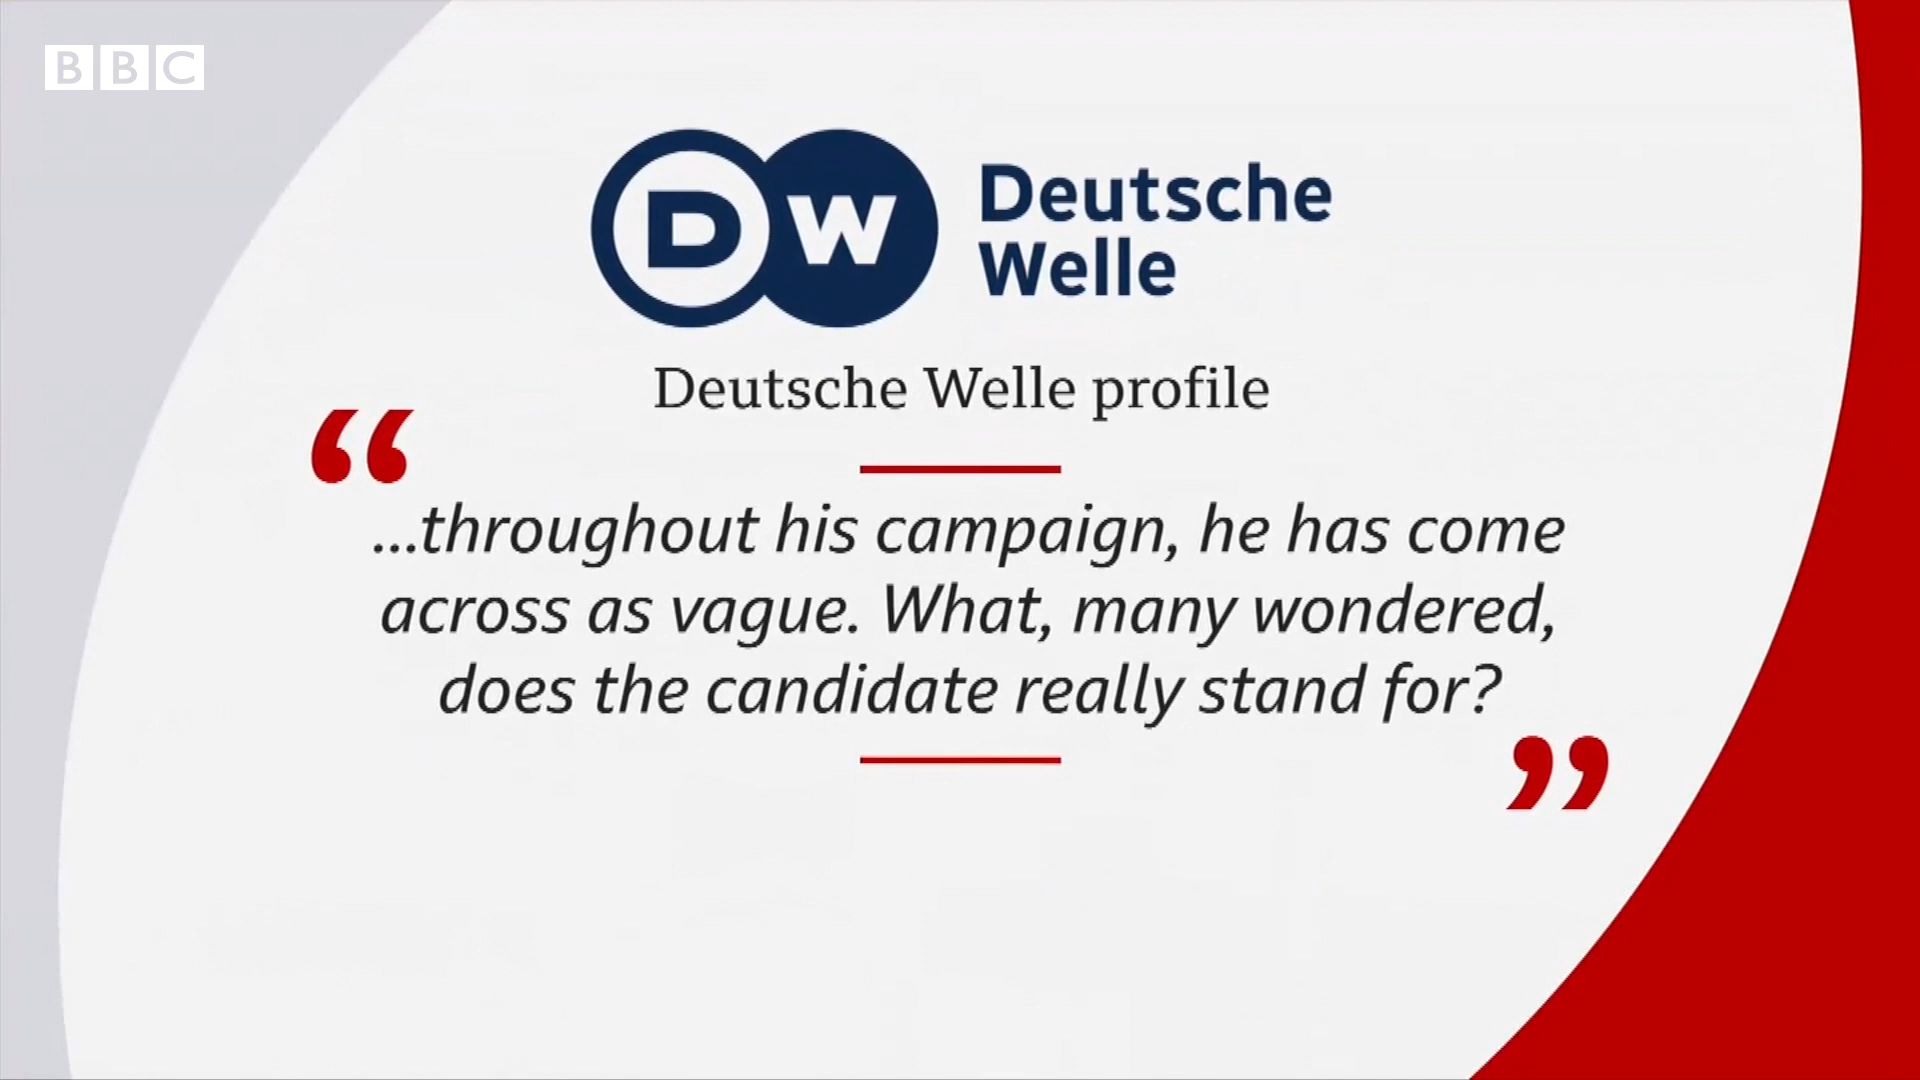 BBC
DW Deutsche
Welle
Deutsche Welle profile
“
...throughout his campaign, he has come
across as vague. What, many wondered,
does the candidate really stand for?
”